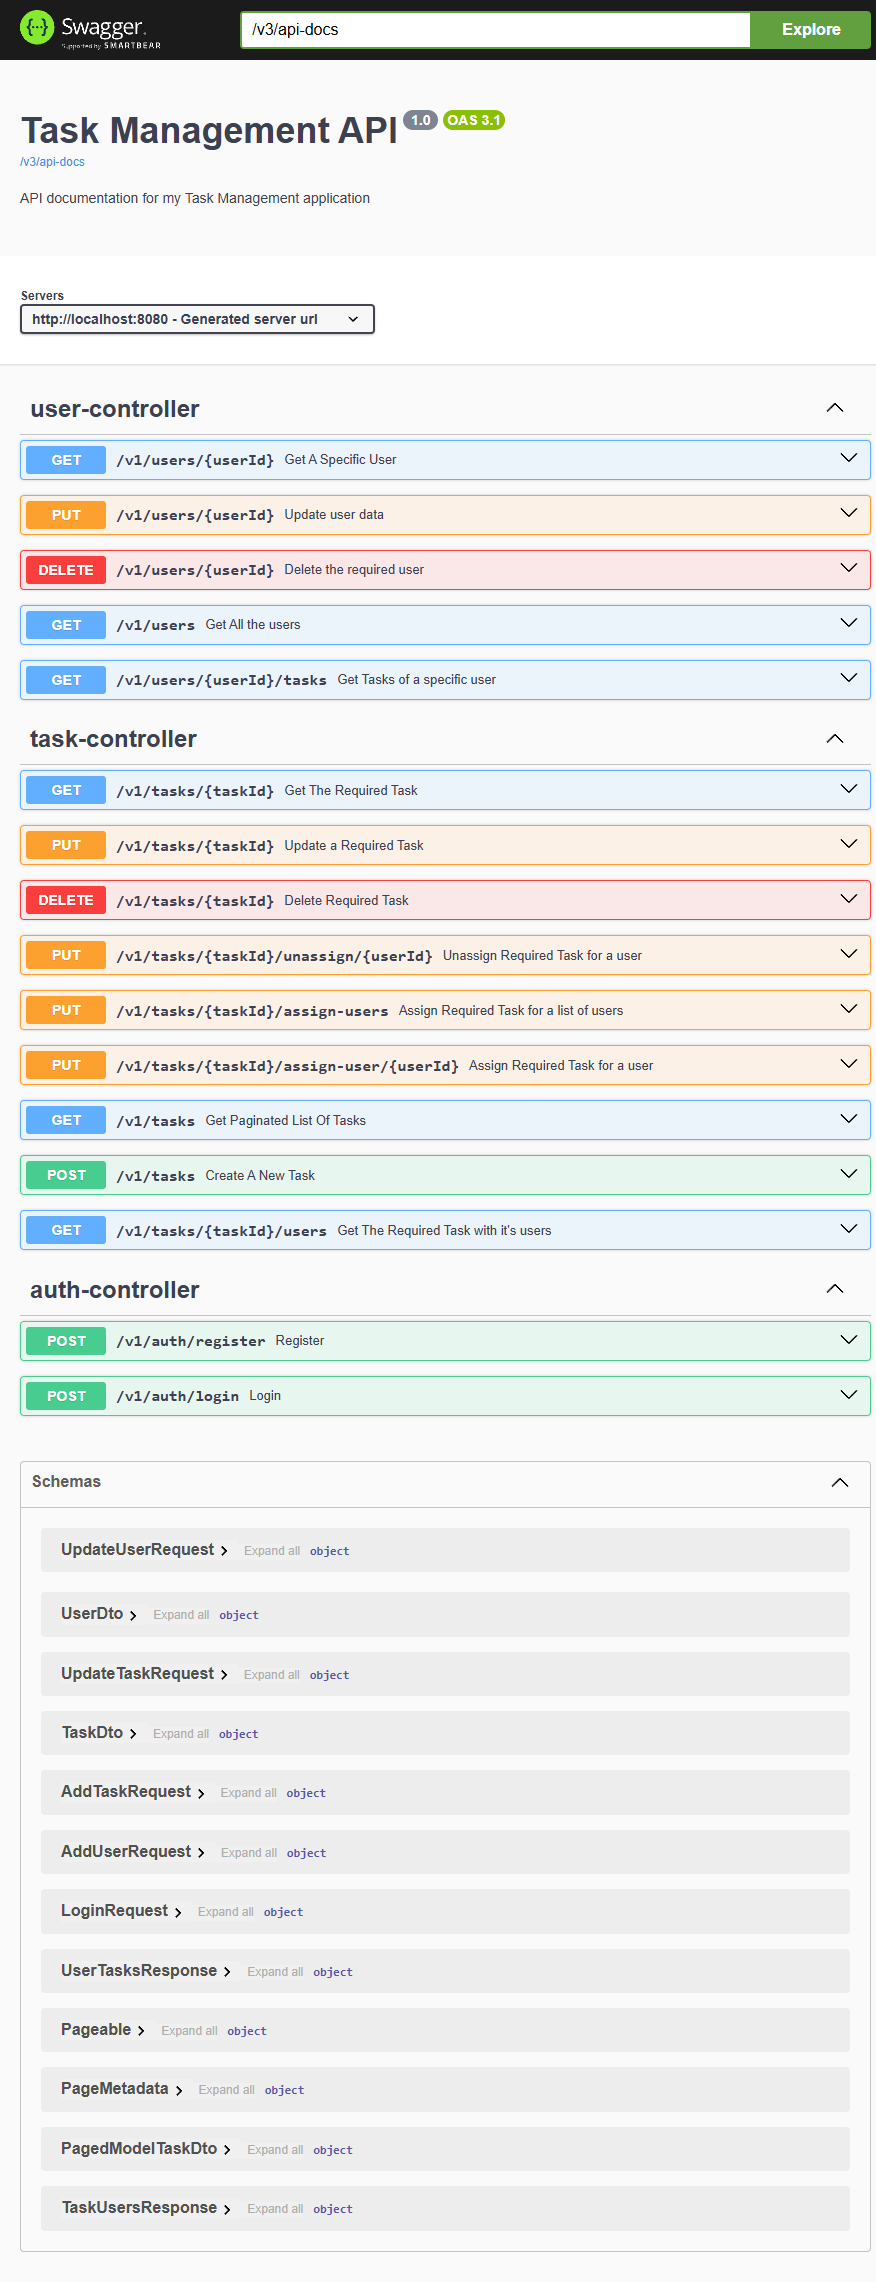 Swagger.
Supported by SMARTBEAR
/v3/api-docs
Explore
Task Management API 1.0 OAS 3.1
/v3/api-docs
API documentation for my Task Management application
Servers
http://localhost:8080 - Generated server url
user-controller
GET /v1/users/{userId} Get A Specific User
PUT /v1/users/{userId} Update user data
DELETE /v1/users/{userId} Delete the required user
GET /v1/users Get All the users
GET /v1/users/{userId}/tasks Get Tasks of a specific user
task-controller
GET /v1/tasks/{taskId} Get The Required Task
PUT /v1/tasks/{taskId} Update a Required Task
DELETE /v1/tasks/{taskId} Delete Required Task
PUT /v1/tasks/{taskId}/unassign/{userId} Unassign Required Task for a user
PUT /v1/tasks/{taskId}/assign-users Assign Required Task for a list of users
PUT /v1/tasks/{taskId}/assign-user/{userId} Assign Required Task for a user
GET /v1/tasks Get Paginated List Of Tasks
POST /v1/tasks Create A New Task
GET /v1/tasks/{taskId}/users Get The Required Task with it's users
auth-controller
POST /v1/auth/register Register
POST /v1/auth/login Login
Schemas
UpdateUserRequest Expand all object
UserDto Expand all object
UpdateTaskRequest Expand all object
TaskDto Expand all object
AddTaskRequest Expand all object
AddUserRequest Expand all object
LoginRequest Expand all object
UserTasksResponse Expand all object
Pageable Expand all object
PageMetadata Expand all object
PagedModelTaskDto Expand all object
TaskUsersResponse Expand all object